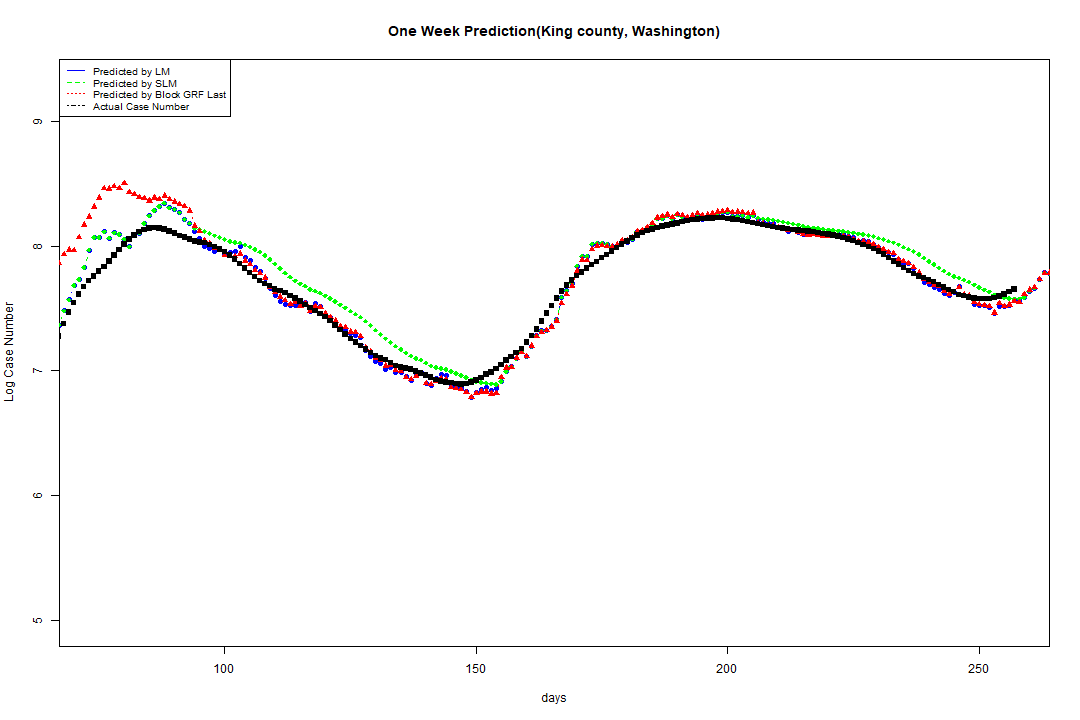 One Week Prediction(King county, Washington)
Predicted by LM
Predicted by SLM
Predicted by Block GRF Last
Actual Case Number
9
8
7
6
5
Log Case Number
100 150 200 250
days